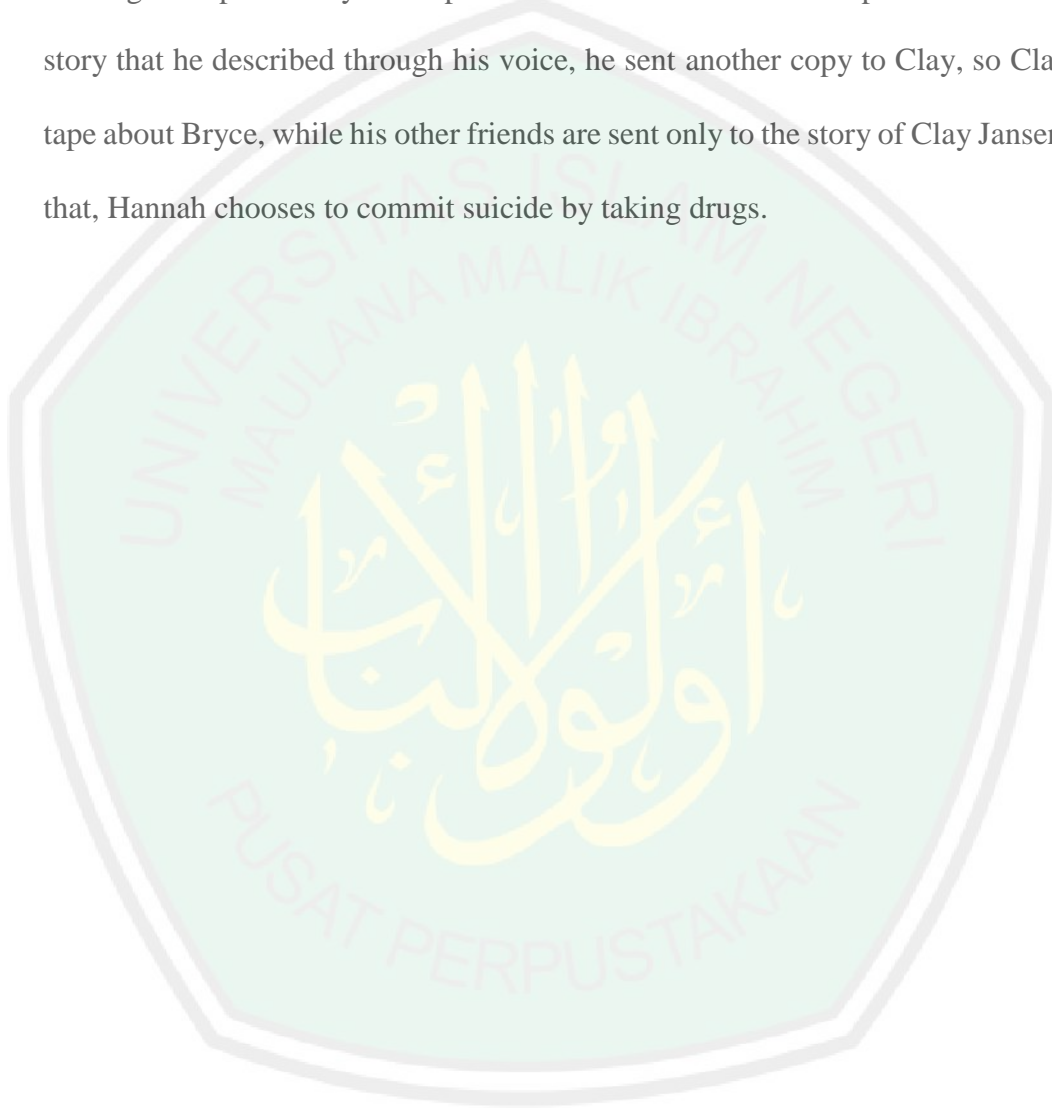 story that he described through his voice, he sent another copy to Clay, so Cla
tape about Bryce, while his other friends are sent only to the story of Clay Jansen
that, Hannah chooses to commit suicide by taking drugs.
UNIVERSITAS ISLAM NEGERI
MAULANA MALIK IBRAHIM
أولو الألباب
PUSAT PERPUSTAKAAN